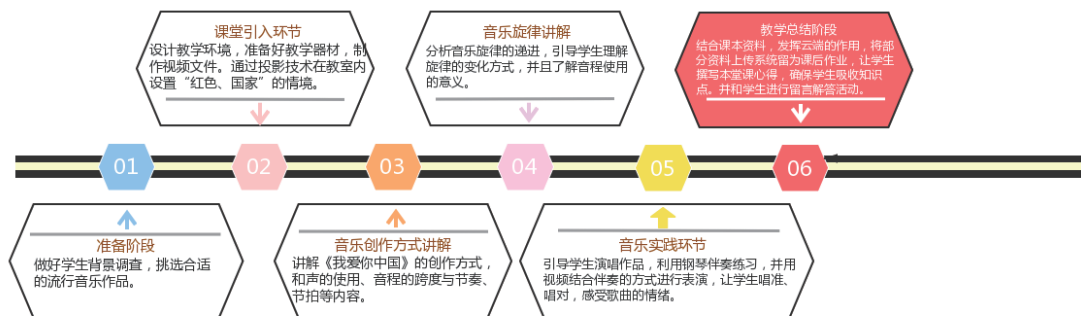 课堂引入环节
设计教学环境，准备好教学器材，制
作视频文件。通过投影技术在教室内
设置“红色、国家”的情境。
音乐旋律讲解
分析音乐旋律的递进，引导学生理解
旋律的变化方式，并且了解音程使用
的意义。
教学总结阶段
结合课本资料，发挥云端的作用，将部
分资料上传系统留为课后作业，让学生
撰写本堂课心得，确保学生吸收知识
点。并和学生进行留言解答活动。
01
02
03
04
05
06
准备阶段
做好学生背景调查，挑选合适
的流行音乐作品。
音乐创作方式讲解
讲解《我爱你中国》的创作方式，
和声的使用、音程的跨度与节奏、
节拍等内容。
音乐实践环节
引导学生演唱作品，利用钢琴伴奏练习，并用
视频结合伴奏的方式进行表演，让学生唱准、
唱对，感受歌曲的情绪。